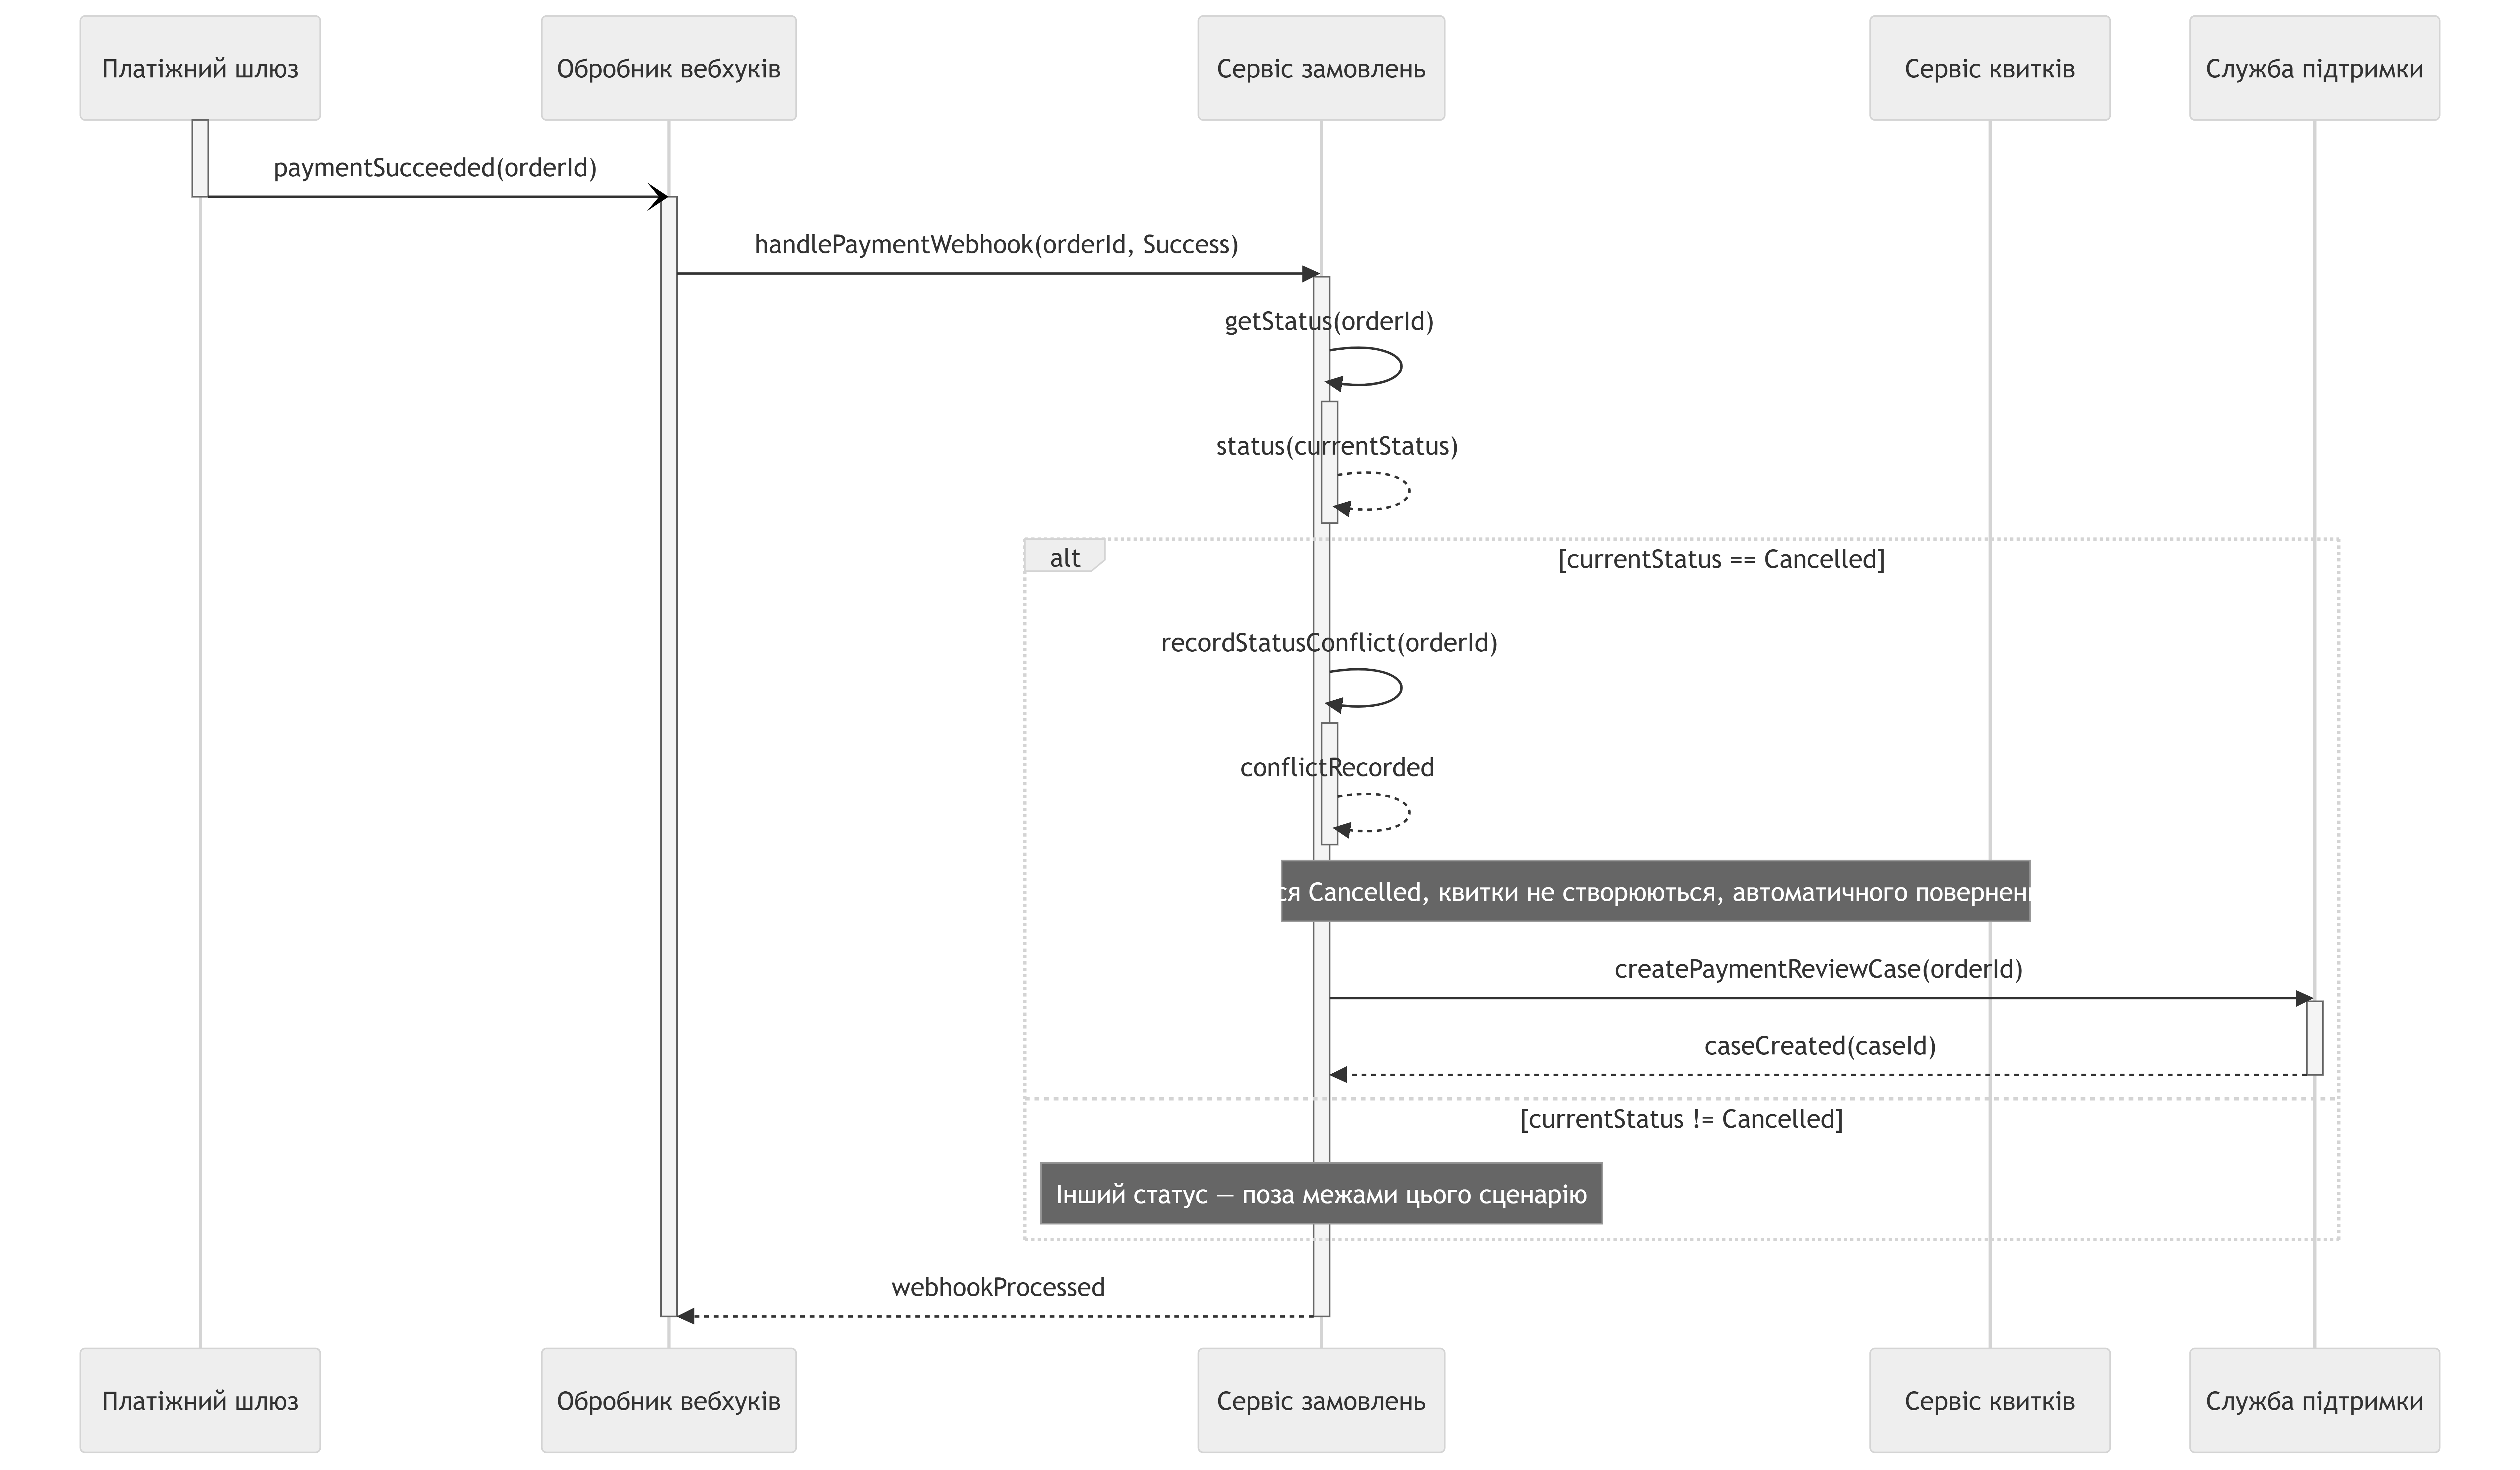 Платіжний шлюз
Обробник вебхуків
Сервіс замовлень
Сервіс квитків
Служба підтримки
paymentSucceeded(orderId)
handlePaymentWebhook(orderId, Success)
getStatus(orderId)
status(currentStatus)
alt
[currentStatus == Cancelled]
recordStatusConflict(orderId)
conflictRecorded
Cancelled, квитки не створюються, автоматичного
createPaymentReviewCase(orderId)
caseCreated(caseId)
[currentStatus != Cancelled]
Інший статус — поза межами цього сценарію
webhookProcessed
Платіжний шлюз
Обробник вебхуків
Сервіс замовлень
Сервіс квитків
Служба підтримки